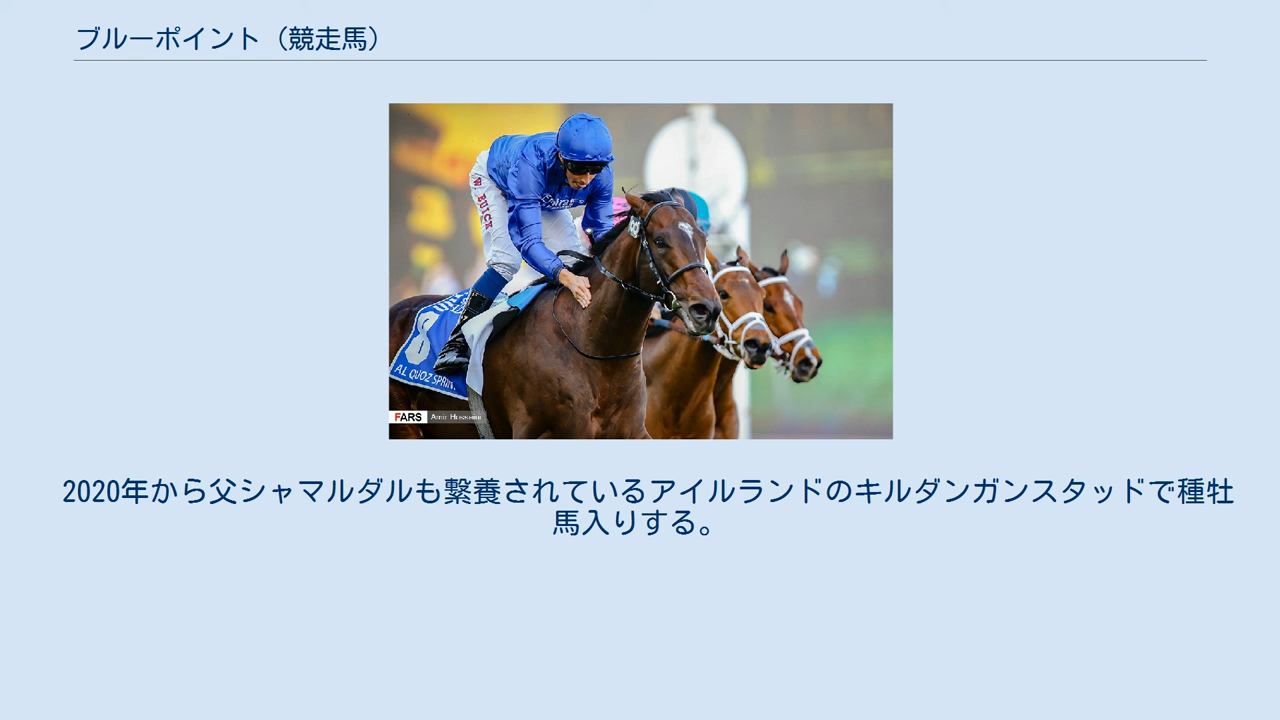 ブルーポイント（競走馬）
W. BUICK
8
AL QUOZ SPRIN
FARS
2020年から父シャマルダルも繋養されているアイルランドのキルダンガンスタッドで種牡
馬入りする。